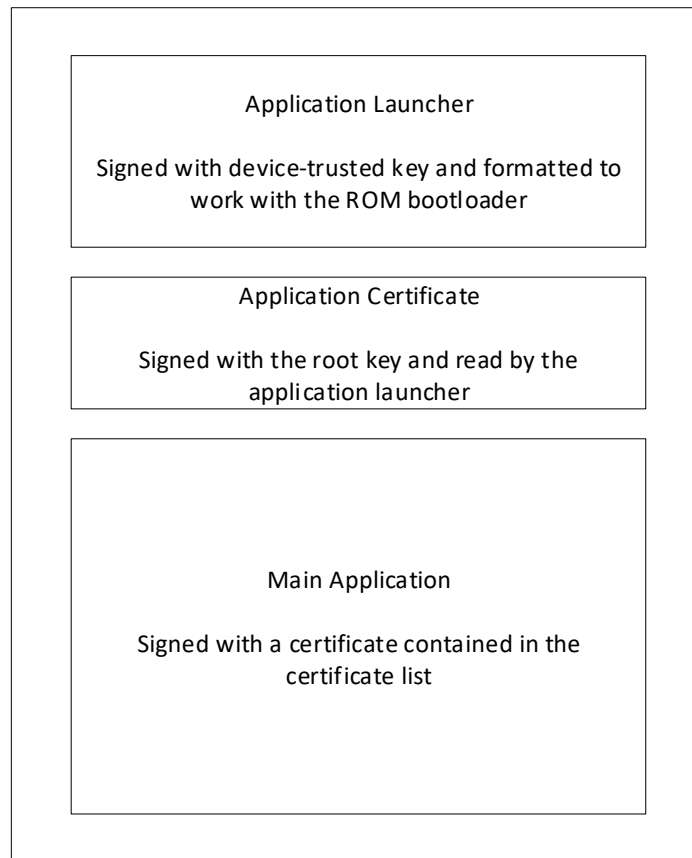 Application Launcher
Signed with device-trusted key and formatted to
work with the ROM bootloader
Application Certificate
Signed with the root key and read by the
application launcher
Main Application
Signed with a certificate contained in the
certificate list